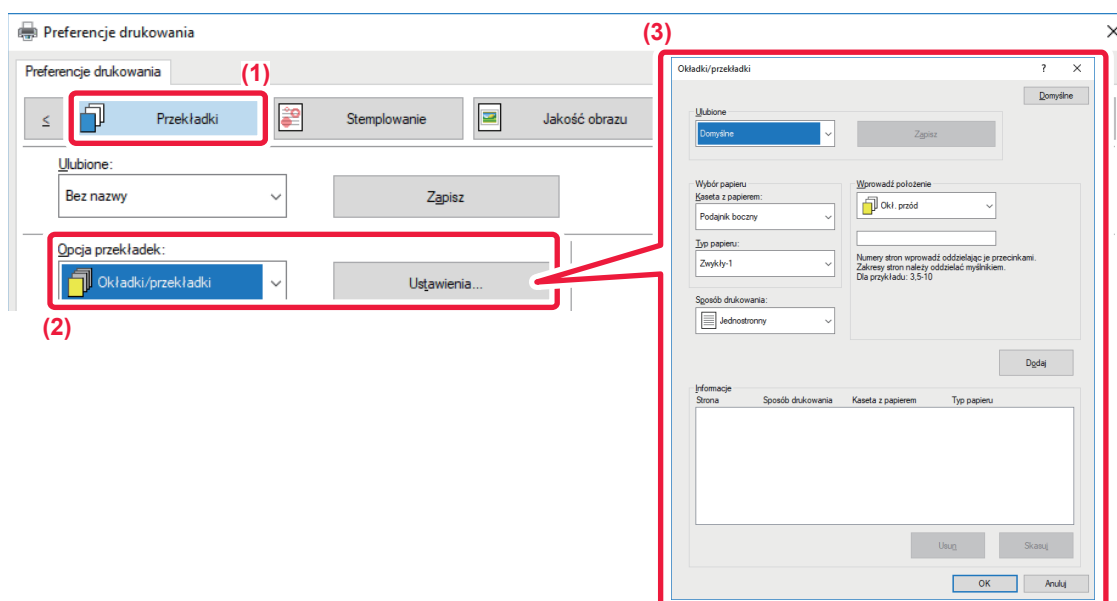 Preferencje drukowania
(3)
Preferencje drukowania
(1)
≤
Przekładki
Stemplowanie
Jakość obrazu
Ulubione:
Bez nazwy
Zapisz
Opcja przekładek:
Okładki/przekładki
Ustawienia...
(2)
Okładki/przekładki
?
Domyślne
Ulubione
Domyślne
Zapisz
Wybór papieru
Kaseta z papierem:
Podajnik boczny
Typ papieru:
Zwykły-1
Sposób drukowania:
Jednostronny
Wprowadź położenie
Okł. przód
Numery stron wprowadź oddzielając je przecinkami.
Zakresy stron należy oddzielać myślnikiem.
Dla przykładu: 3,5-10
Dodaj
Informacje
Strona Sposób drukowania Kaseta z papierem Typ papieru
Usuń Skasuj
OK Anuluj